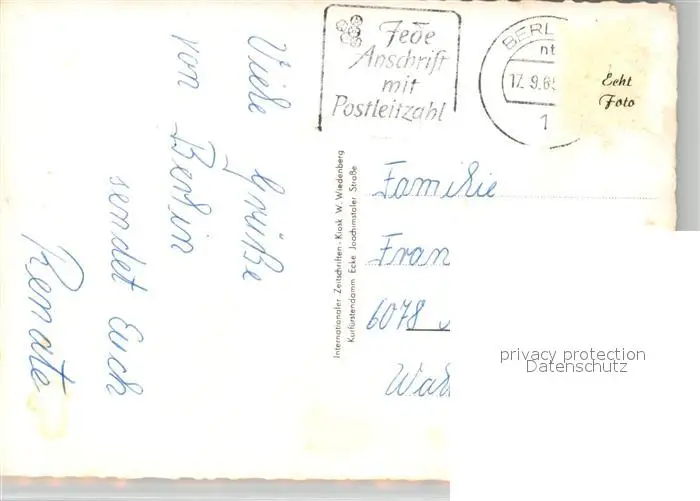 Viele Grüße
von Berlin
sendet Euch
Renate
Jede
Anschrift
mit
Postleitzahl
17. 9.65
1
Echt
Foto
Internationaler Zeitschriften-Kiosk W. Wiedenberg
Kurfürstendamm Ecke Joachimstaler Straße
Familie
Fran
6078
privacy protection
Datenschutz